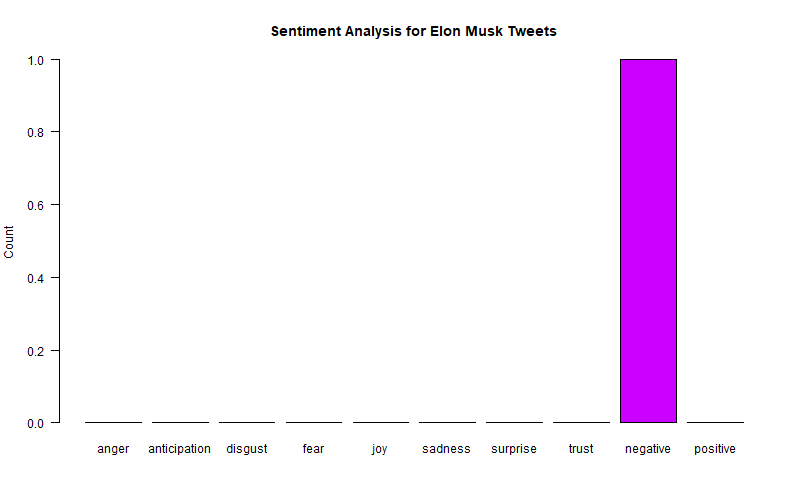 Sentiment Analysis for Elon Musk Tweets
1.0
0.8
0.6
0.4
0.2
0.0
Count
anger anticipation disgust fear joy sadness surprise trust negative positive